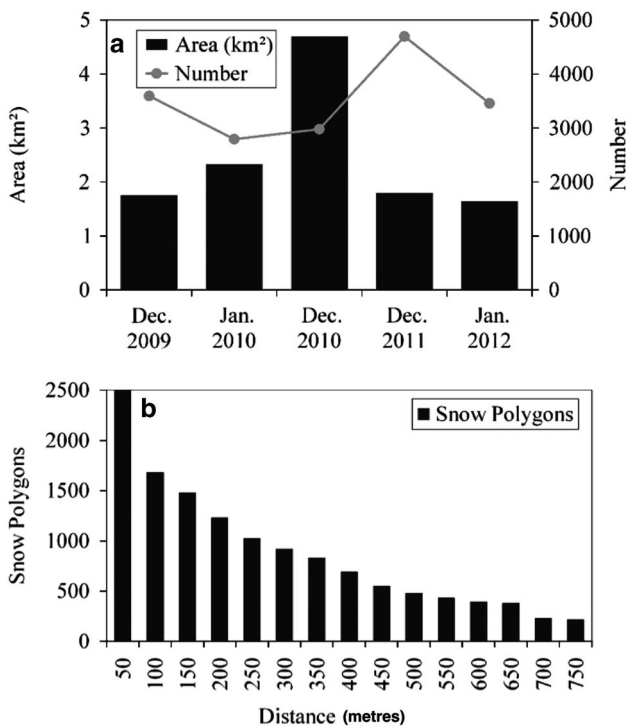 a
Area (km²)
Number
5
4
3
2
1
0
5000
4000
3000
2000
1000
0
Area (km²)
Number
Dec. 2009
Jan. 2010
Dec. 2010
Dec. 2011
Jan. 2012
b
Snow Polygons
2500
2000
1500
1000
500
0
Snow Polygons
50
100
150
200
250
300
350
400
450
500
550
600
650
700
750
Distance (metres)